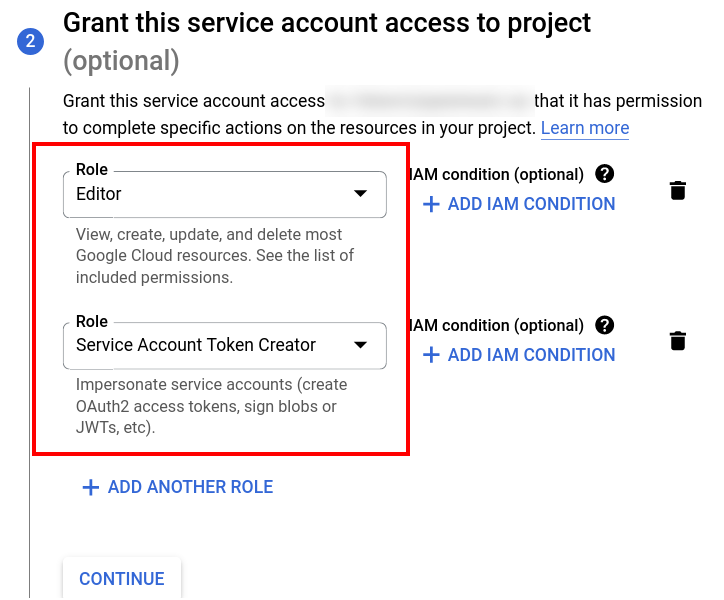 2
Grant this service account access to project
(optional)
Grant this service account access that it has permission
to complete specific actions on the resources in your project. Learn more
Role
Editor
IAM condition (optional) ?
+ ADD IAM CONDITION
View, create, update, and delete most
Google Cloud resources. See the list of
included permissions.
Role
Service Account Token Creator
IAM condition (optional) ?
+ ADD IAM CONDITION
Impersonate service accounts (create
OAuth2 access tokens, sign blobs or
JWTs, etc).
+ ADD ANOTHER ROLE
CONTINUE